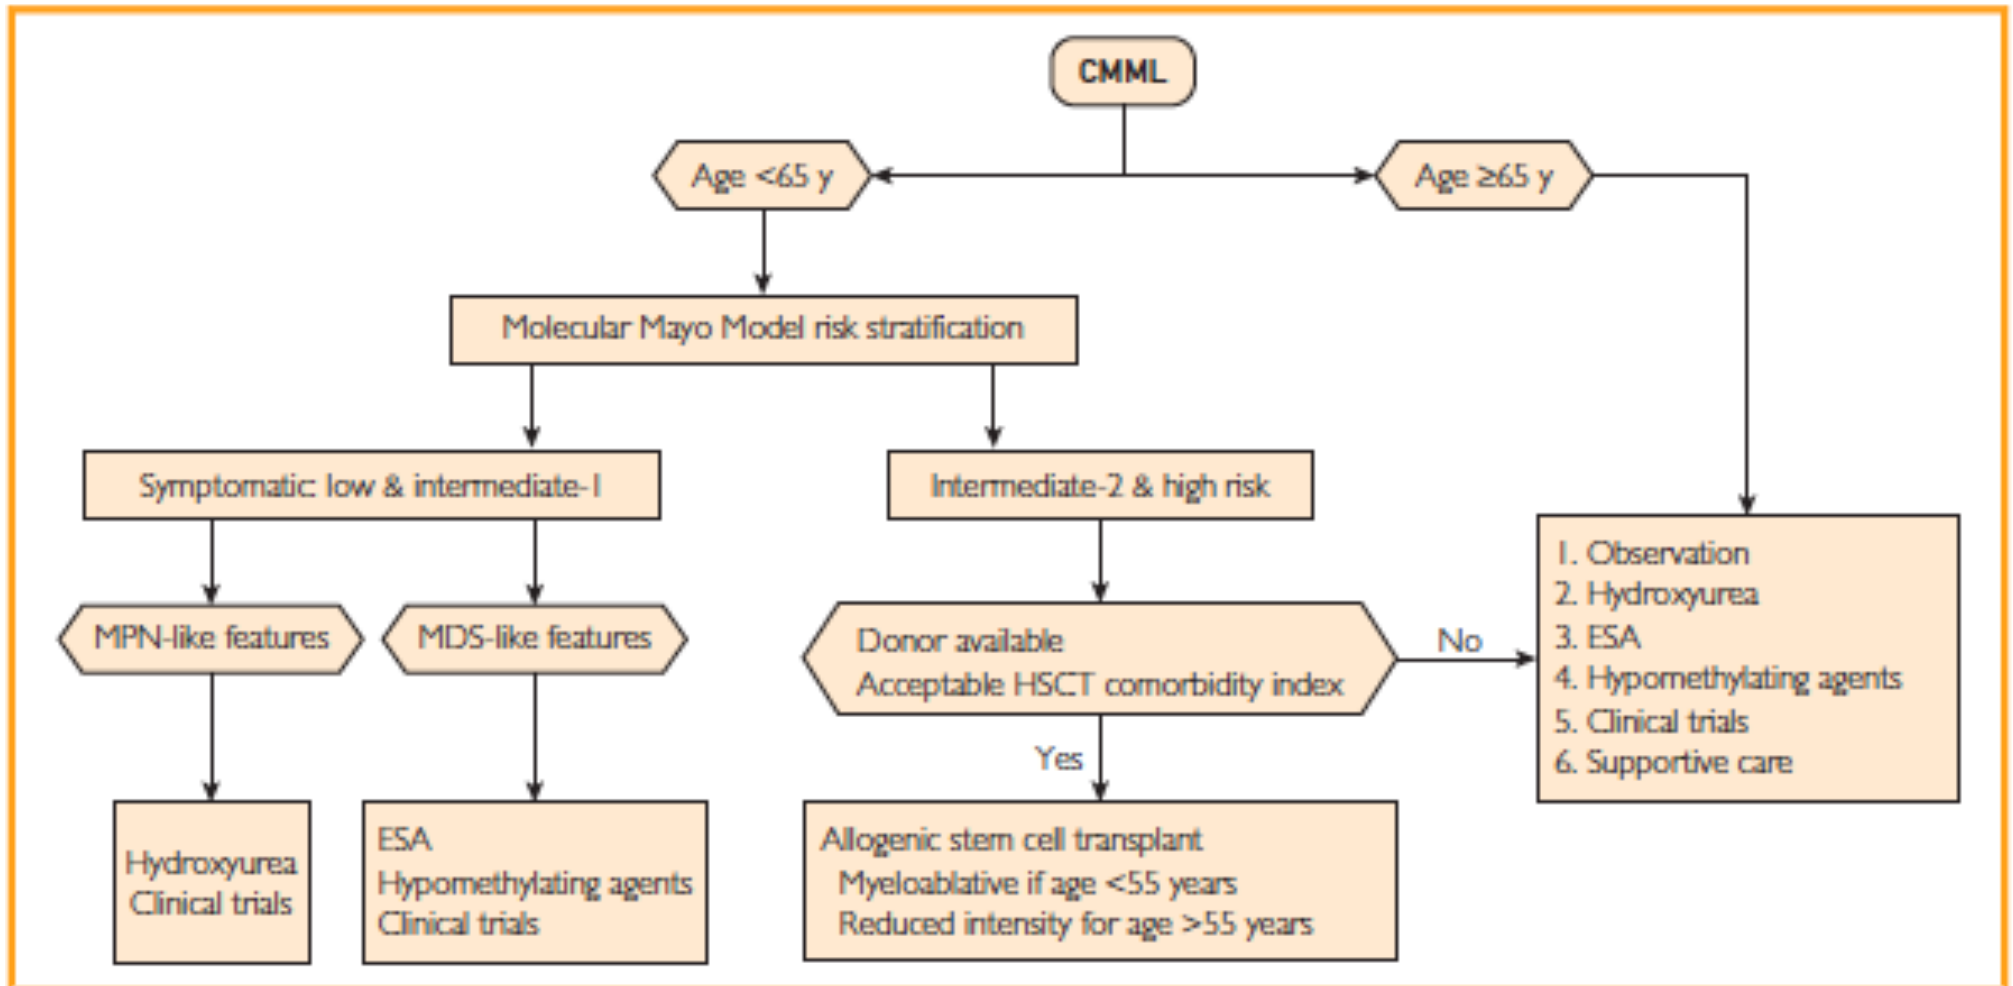 CMML
Age <65 y
Age ≥65 y
Molecular Mayo Model risk stratification
Symptomatic: low & intermediate-1
Intermediate-2 & high risk
MPN-like features
MDS-like features
Donor available
Acceptable HSCT comorbidity index
No
Yes
1. Observation
2. Hydroxyurea
3. ESA
4. Hypomethylating agents
5. Clinical trials
6. Supportive care
Hydroxyurea
Clinical trials
ESA
Hypomethylating agents
Clinical trials
Allogenic stem cell transplant
Myeloablative if age <55 years
Reduced intensity for age >55 years